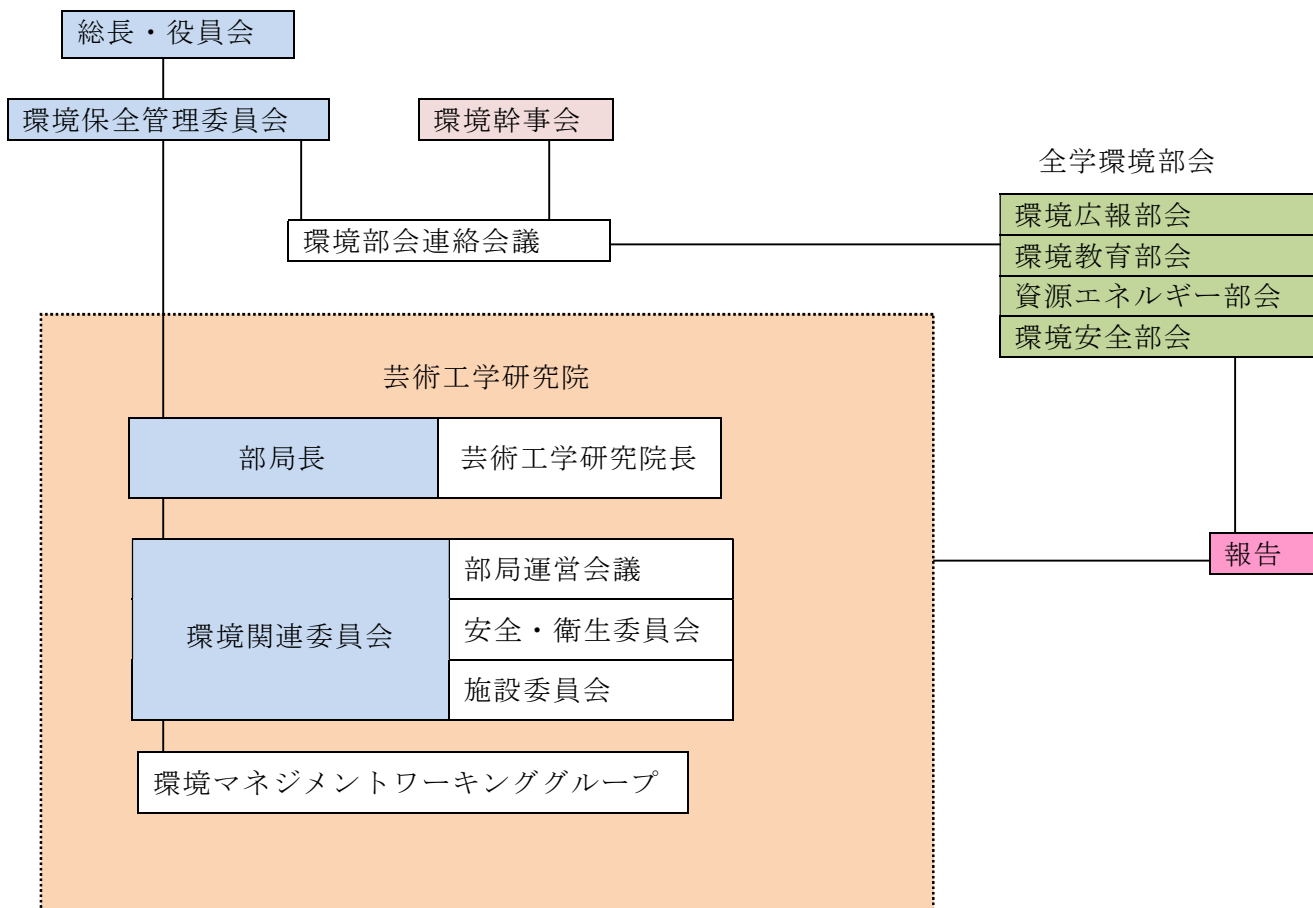 総長・役員会
環境保全管理委員会
環境幹事会
全学環境部会
環境部会連絡会議
環境広報部会
環境教育部会
資源エネルギー部会
環境安全部会
芸術工学研究院
部局長
芸術工学研究院長
報告
環境関連委員会
部局運営会議
安全・衛生委員会
施設委員会
環境マネジメントワーキンググループ